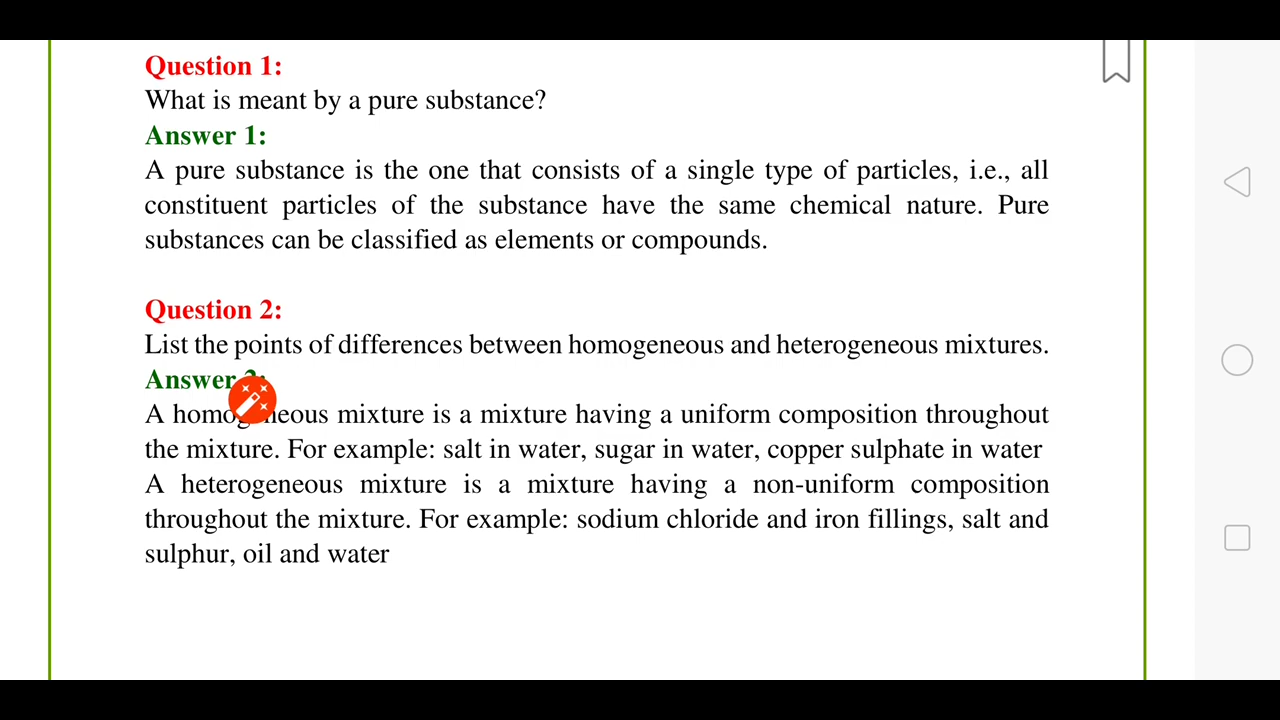 Question 1:
What is meant by a pure substance?
Answer 1:
A pure substance is the one that consists of a single type of particles, i.e., all
constituent particles of the substance have the same chemical nature. Pure
substances can be classified as elements or compounds.
Question 2:
List the points of differences between homogeneous and heterogeneous mixtures.
Answer 2:
A homogeneous mixture is a mixture having a uniform composition throughout
the mixture. For example: salt in water, sugar in water, copper sulphate in water
A heterogeneous mixture is a mixture having a non-uniform composition
throughout the mixture. For example: sodium chloride and iron fillings, salt and
sulphur, oil and water